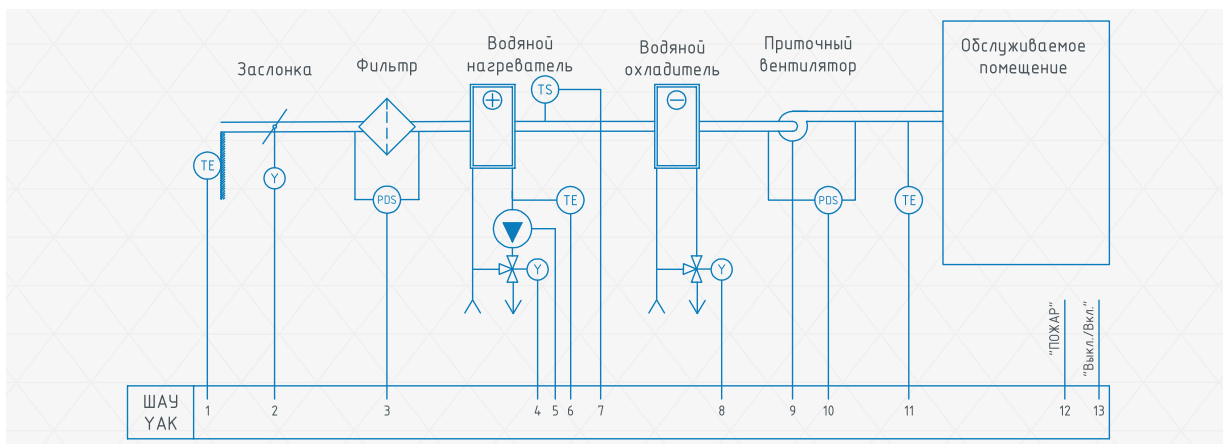 Заслонка
Фильтр
Водяной
нагреватель
Водяной
охладитель
Приточный
вентилятор
Обслуживаемое
помещение
TS
TE
Y
PDS
TE
Y
Y
PDS
TE
"ПОЖАР"
"Выкл./Вкл."
ШАУ
YAK
1 2 3 4 5 6 7 8 9 10 11 12 13